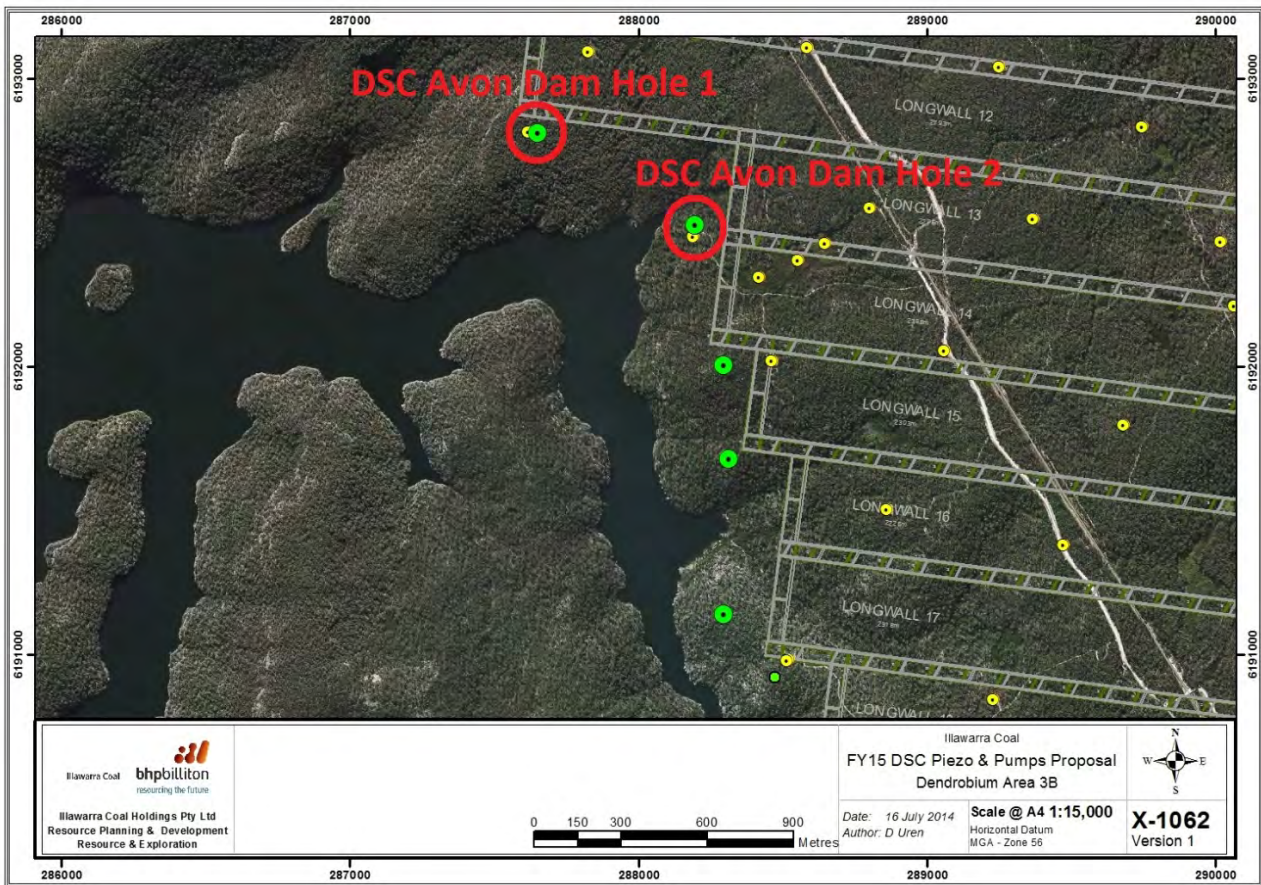 286000 287000 288000 289000 290000
6193000 6193000
DSC Avon Dam Hole 1
LONGWALL 12
DSC Avon Dam Hole 2
LONGWALL 13
LONGWALL 14
6192000 6192000
LONGWALL 15
LONGWALL 16
LONGWALL 17
6191000 6191000
Illawarra Coal bhpbilliton
resourcing the future
Illawarra Coal Holdings Pty Ltd
Resource Planning & Development
Resource & Exploration
0 150 300 600 900
Metres
Illawarra Coal
FY15 DSC Piezo & Pumps Proposal
Dendrobium Area 3B
Date: 16 July 2014
Author: D Uren
Scale @ A4 1:15,000
Horizontal Datum
MGA - Zone 56
N
W E
S
X-1062
Version 1
286000 287000 288000 289000 290000